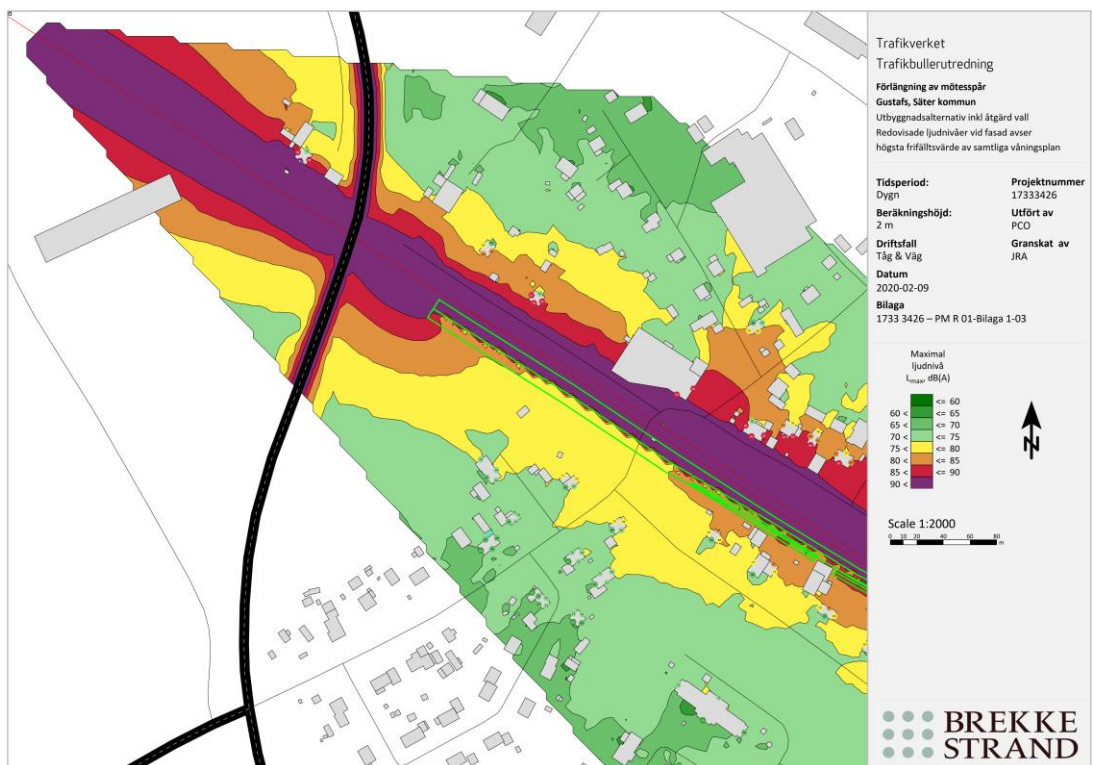 Trafikverket
Trafikbullerutredning
Förlängning av mötesspår
Gustafs, Säter kommun
Utbyggnadsalternativ inkl åtgärd vall
Redovisade ljudnivåer vid fasad avser
högsta frifältsvärde av samtliga våningsplan
Tidsperiod: Projektnummer
Dygn 17333426
Beräkningshöjd: Utfört av
2 m PCO
Driftsfall Granskat av
Tåg & Väg JRA
Datum
2020-02-09
Bilaga
1733 3426 – PM R 01-Bilaga 1-03
Maximal
ljudnivå
Lmax, dB(A)
<= 60
60 < <= 65
65 < <= 70
70 < <= 75
75 < <= 80
80 < <= 85
85 < <= 90
90 <
N
Scale 1:2000
0 10 20 40 60 80
m
BREKKE
STRAND